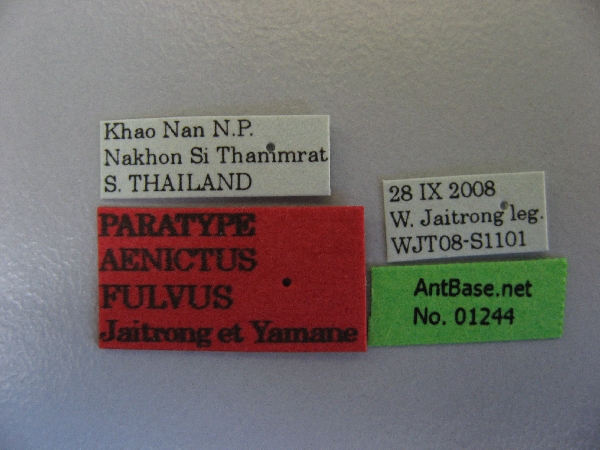 Khao Nan N.P.
Nakhon Si Thammrat
S. THAILAND
PARATYPE
AENICTUS
FULVUS
Jaitrong et Yamane
28 IX 2008
W. Jaitrong leg.
WJT08-S1101
AntBase.net
No. 01244